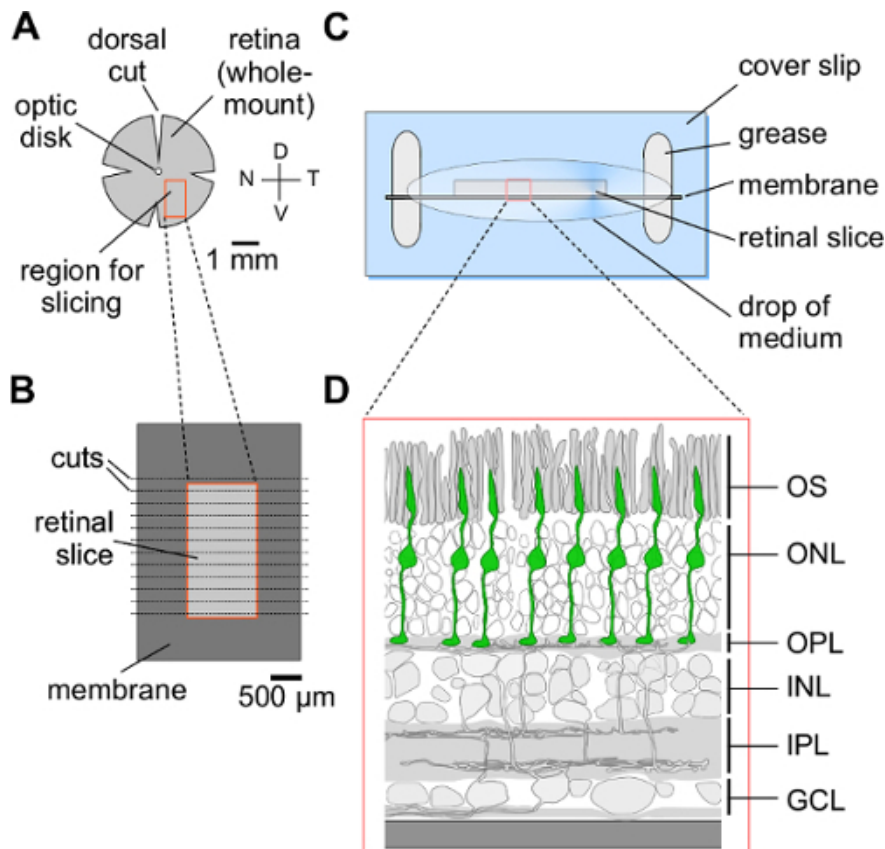 A
dorsal
cut
retina
(whole-
mount)
optic
disk
D
N
T
V
1 mm
region for
slicing
B
cuts
retinal
slice
membrane
500 µm
C
cover slip
grease
membrane
retinal slice
drop of
medium
D
OS
ONL
OPL
INL
IPL
GCL